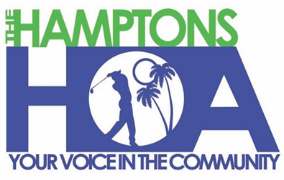 THE HAMPTONS
HOA
YOUR VOICE IN THE COMMUNITY